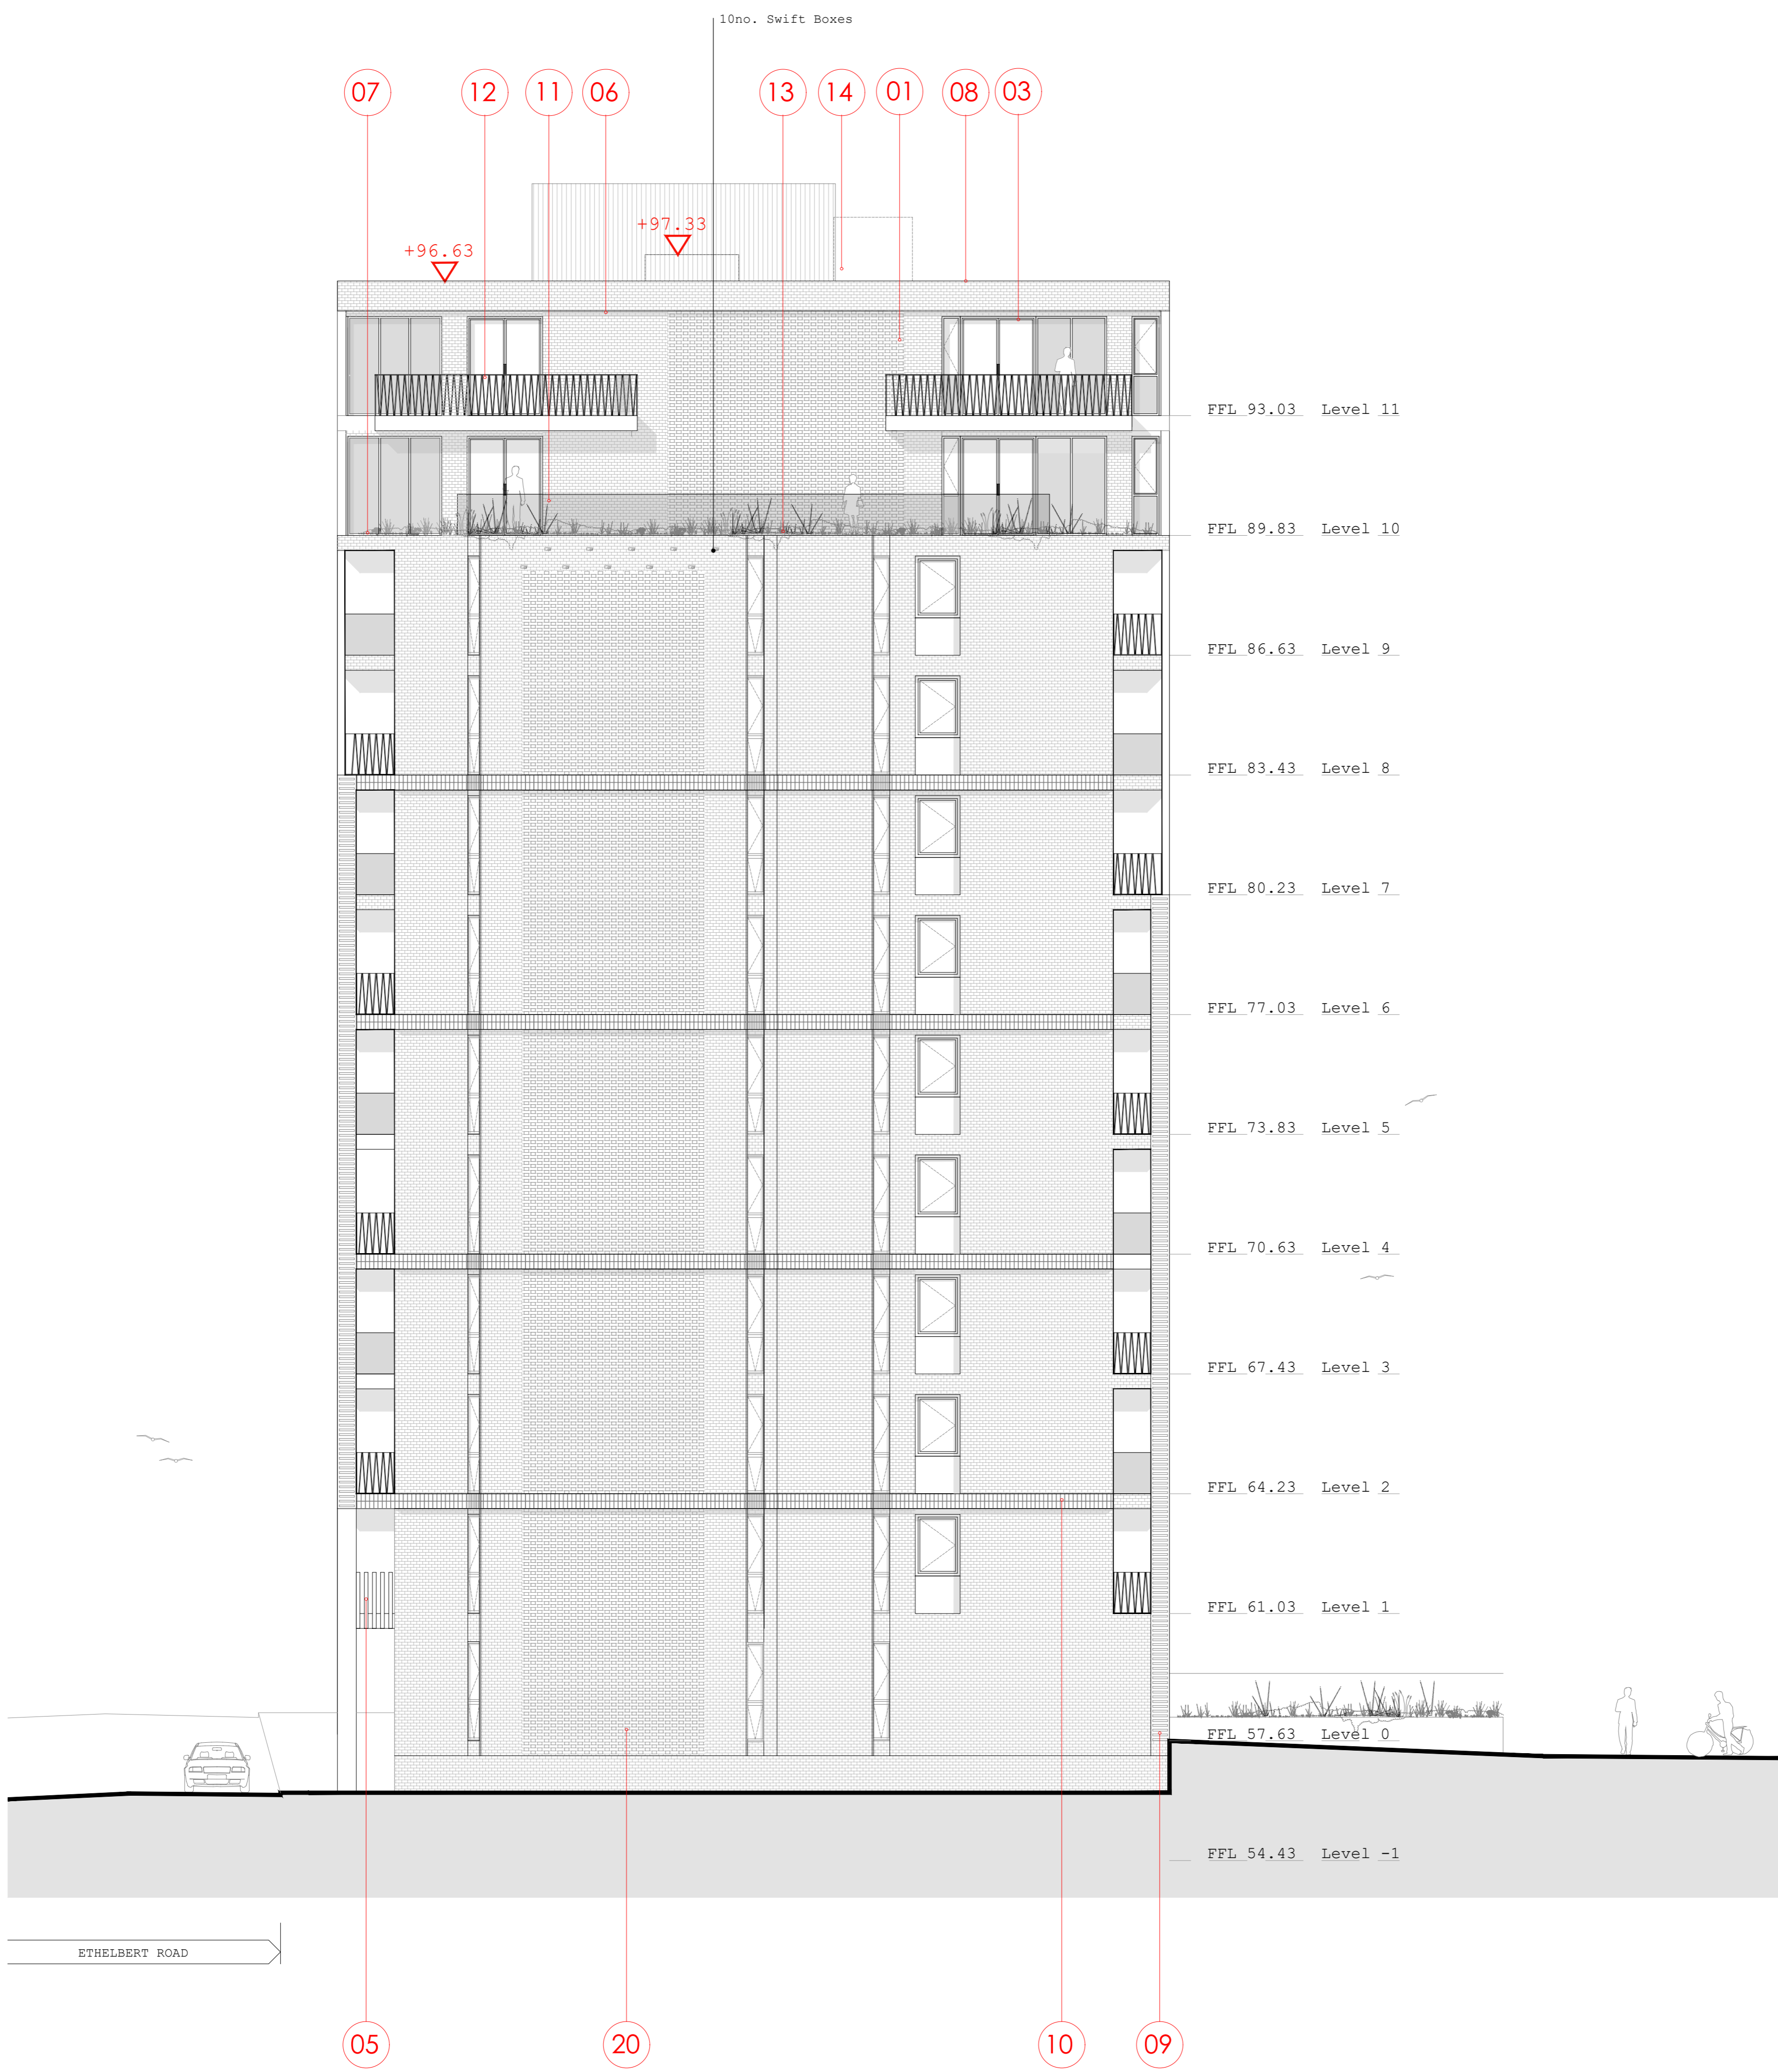 10no. Swift Boxes
07 12 11 06 13 14 01 08 03
+97.33
+96.63
FFL 93.03 Level 11
FFL 89.83 Level 10
FFL 86.63 Level 9
FFL 83.43 Level 8
FFL 80.23 Level 7
FFL 77.03 Level 6
FFL 73.83 Level 5
FFL 70.63 Level 4
FFL 67.43 Level 3
FFL 64.23 Level 2
FFL 61.03 Level 1
FFL 57.63 Level 0
FFL 54.43 Level -1
ETHELBERT ROAD
05 20 10 09